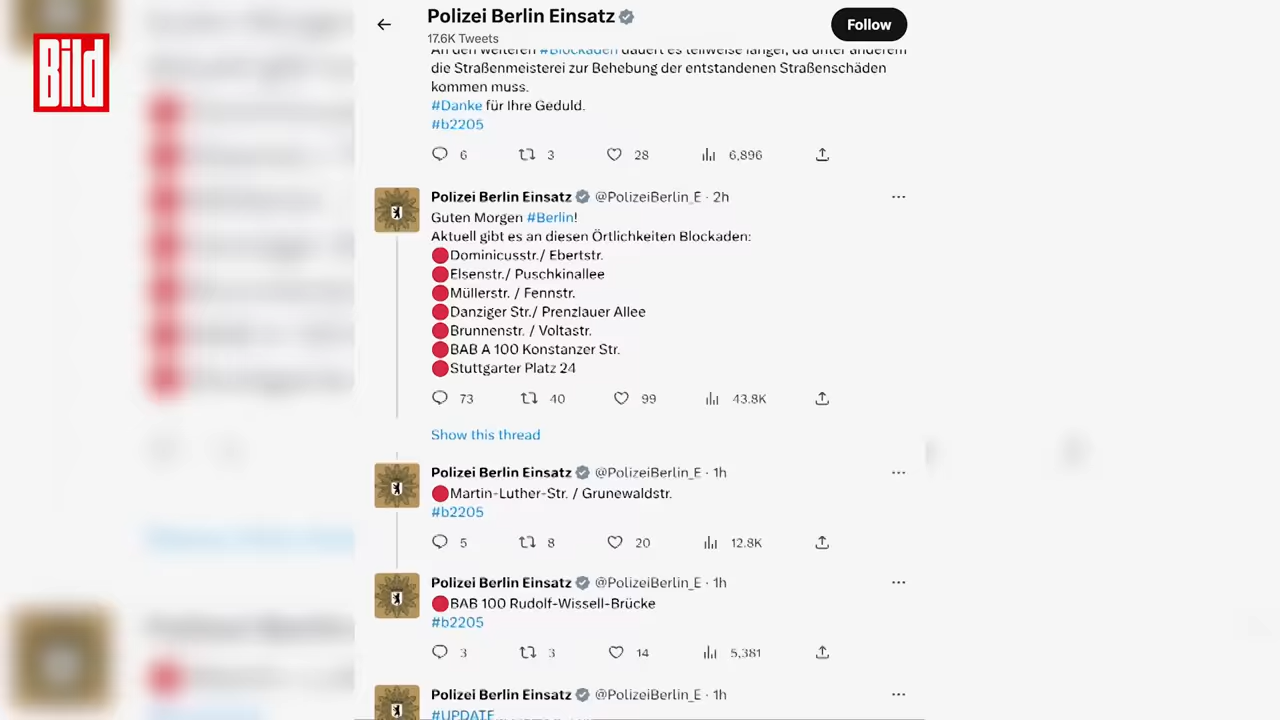 Bild
Polizei Berlin Einsatz
17.6K Tweets
Follow
An den weiteren #Blockaden dauert es teilweise länger, da unter anderem
die Straßenmeisterei zur Behebung der entstandenen Straßenschäden
kommen muss.
#Danke für Ihre Geduld.
#b2205
6 3 28 6,896
Polizei Berlin Einsatz @PolizeiBerlin_E · 2h
Guten Morgen #Berlin!
Aktuell gibt es an diesen Örtlichkeiten Blockaden:
🔴Dominicusstr./ Ebertstr.
🔴Elsenstr./ Puschkinallee
🔴Müllerstr. / Fennstr.
🔴Danziger Str./ Prenzlauer Allee
🔴Brunnenstr. / Voltastr.
🔴BAB A 100 Konstanzer Str.
🔴Stuttgarter Platz 24
73 40 99 43.8K
Show this thread
Polizei Berlin Einsatz @PolizeiBerlin_E · 1h
🔴Martin-Luther-Str. / Grunewaldstr.
#b2205
5 8 20 12.8K
Polizei Berlin Einsatz @PolizeiBerlin_E · 1h
🔴BAB 100 Rudolf-Wissell-Brücke
#b2205
3 3 14 5,381
Polizei Berlin Einsatz @PolizeiBerlin_E · 1h
#UPDATE